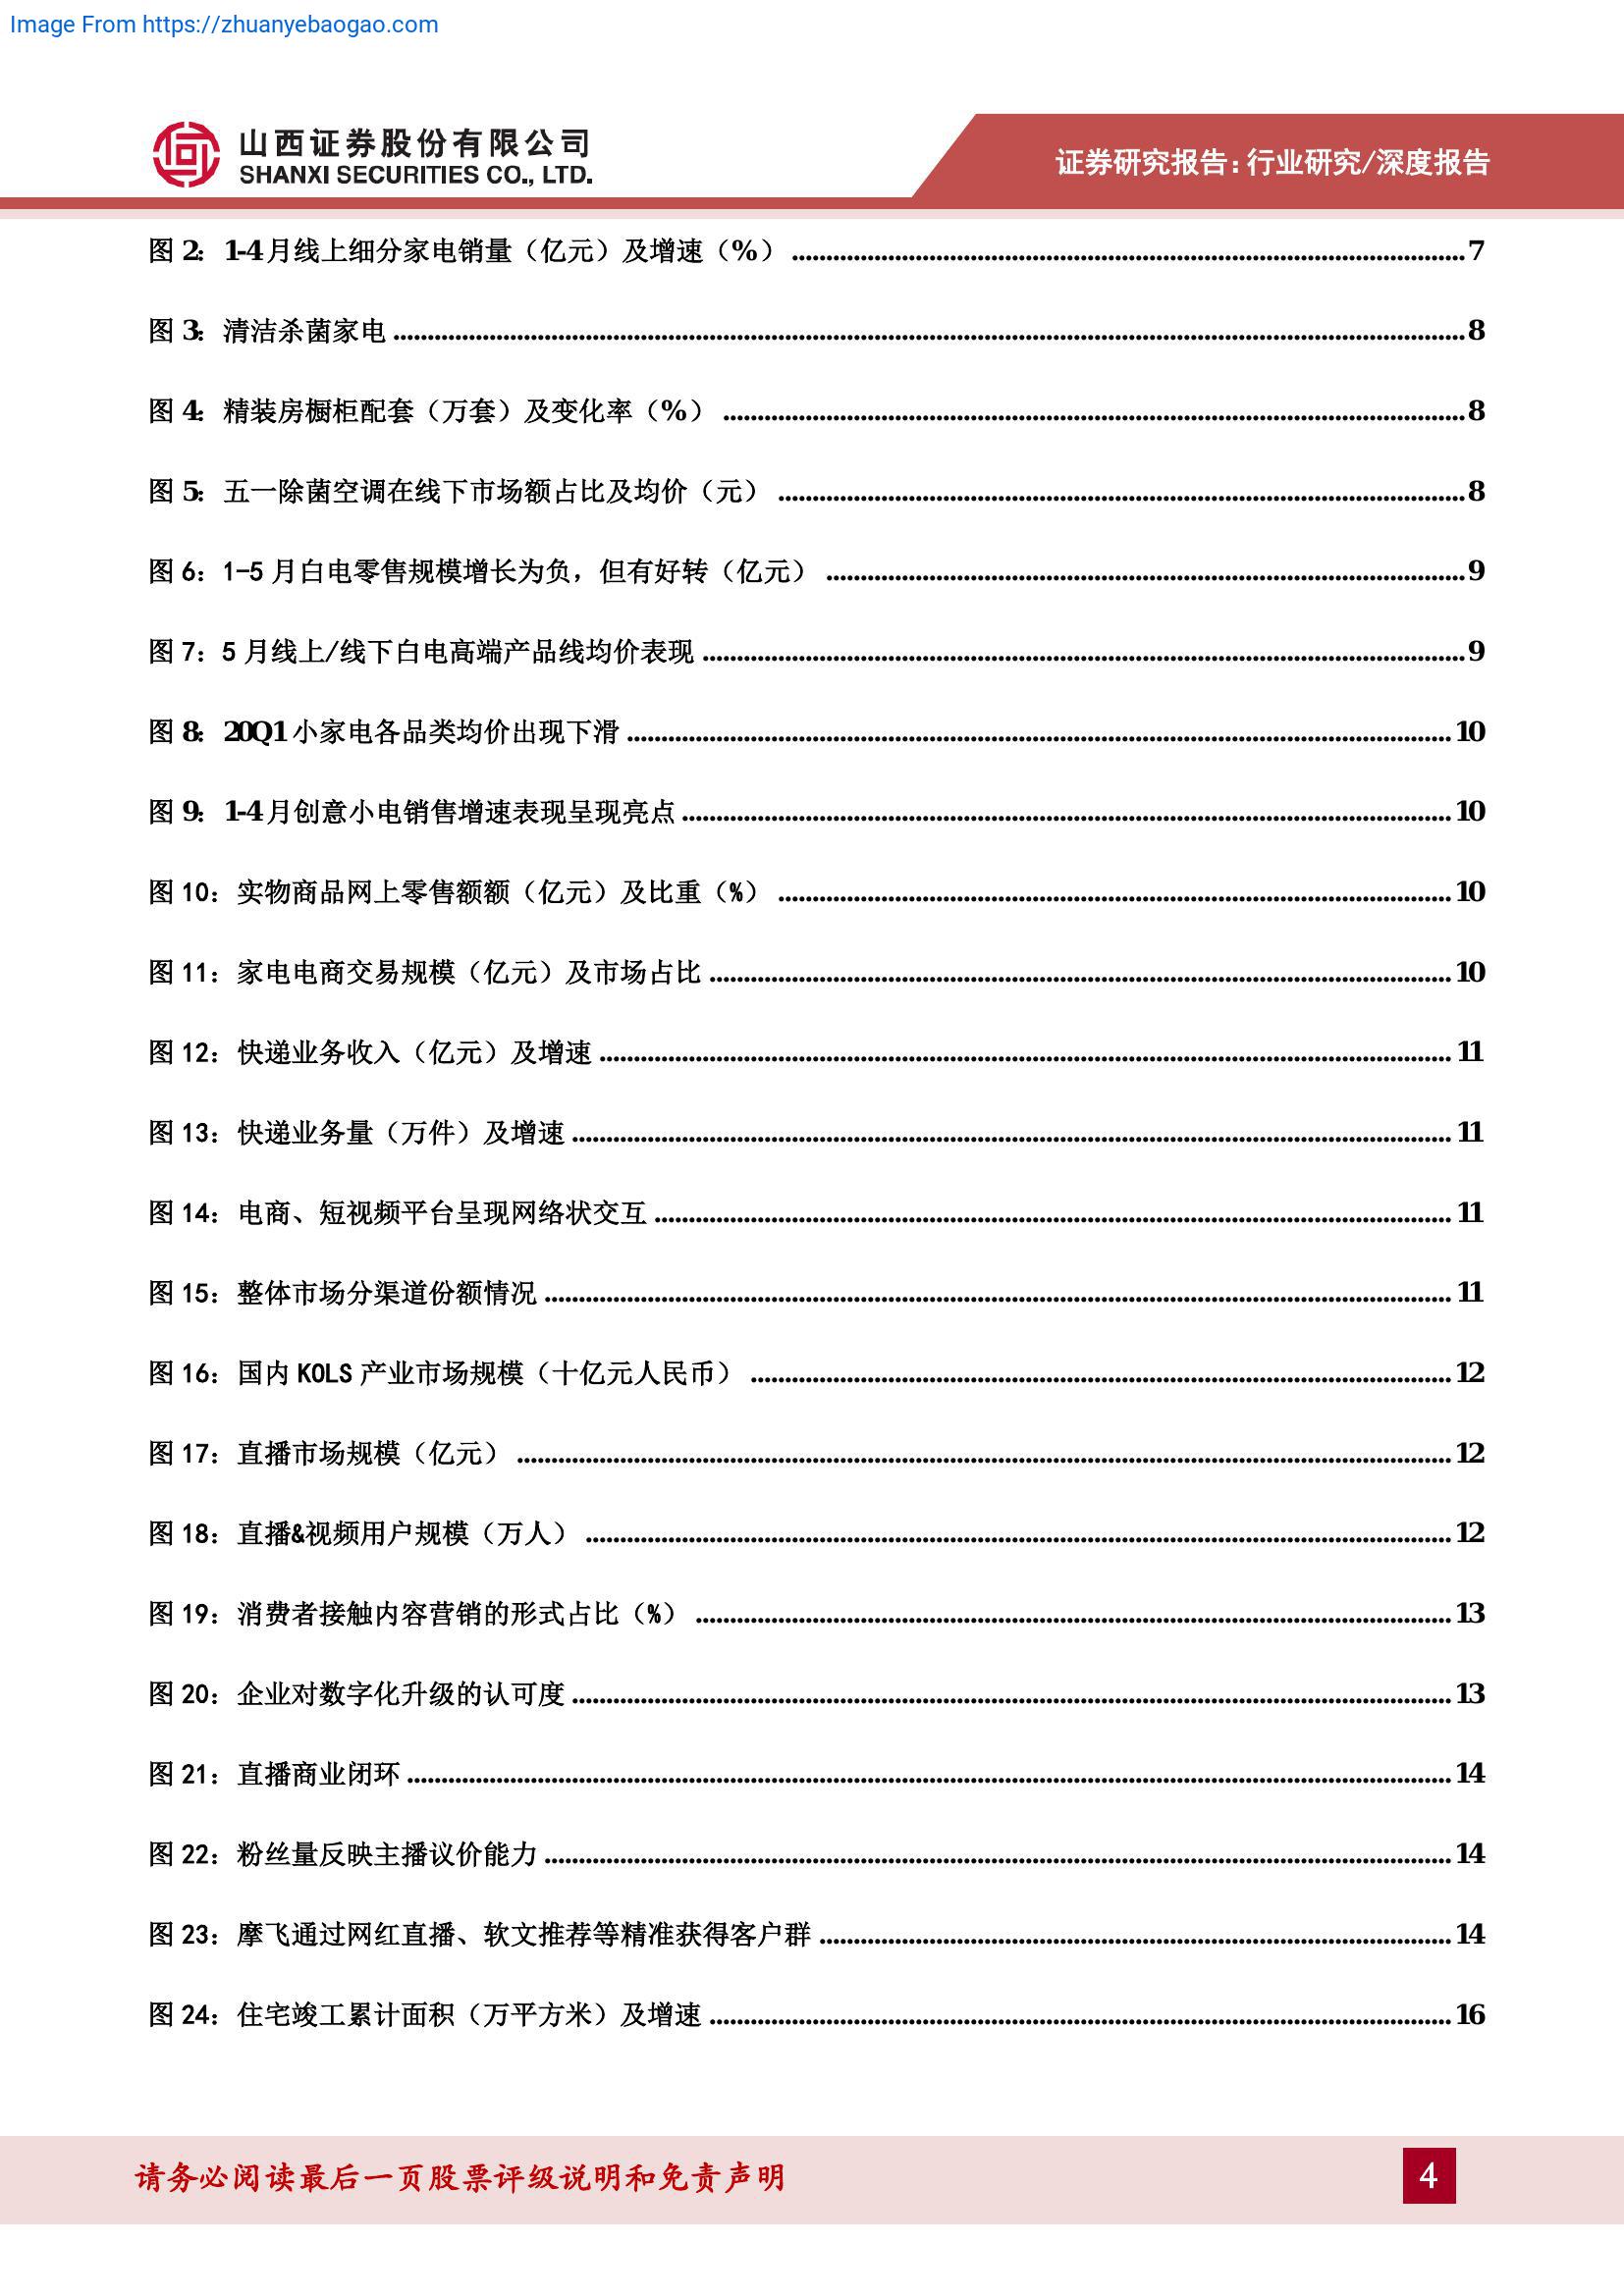 Image From https://zhuanyebaogao.com
山西证券股份有限公司
SHANXI SECURITIES CO., LTD.
证券研究报告:行业研究/深度报告
图 2: 1-4 月线上细分家电销量（亿元）及增速（%）........7
图 3: 清洁杀菌家电........8
图 4: 精装房橱柜配套（万套）及变化率（%）........8
图 5: 五一除菌空调在线下市场额占比及均价（元）........8
图 6: 1-5 月白电零售规模增长为负，但有好转（亿元）........9
图 7: 5 月线上/线下白电高端产品线均价表现........9
图 8: 20Q1 小家电各品类均价出现下滑........10
图 9: 1-4 月创意小电销售增速表现呈现亮点........10
图 10: 实物商品网上零售额额（亿元）及比重（%）........10
图 11: 家电电商交易规模（亿元）及市场占比........10
图 12: 快递业务收入（亿元）及增速........11
图 13: 快递业务量（万件）及增速........11
图 14: 电商、短视频平台呈现网络状交互........11
图 15: 整体市场分渠道份额情况........11
图 16: 国内 KOLS 产业市场规模（十亿元人民币）........12
图 17: 直播市场规模（亿元）........12
图 18: 直播&视频用户规模（万人）........12
图 19: 消费者接触内容营销的形式占比（%）........13
图 20: 企业对数字化升级的认可度........13
图 21: 直播商业闭环........14
图 22: 粉丝量反映主播议价能力........14
图 23: 摩飞通过网红直播、软文推荐等精准获得客户群........14
图 24: 住宅竣工累计面积（万平方米）及增速........16
请务必阅读最后一页股票评级说明和免责声明
4